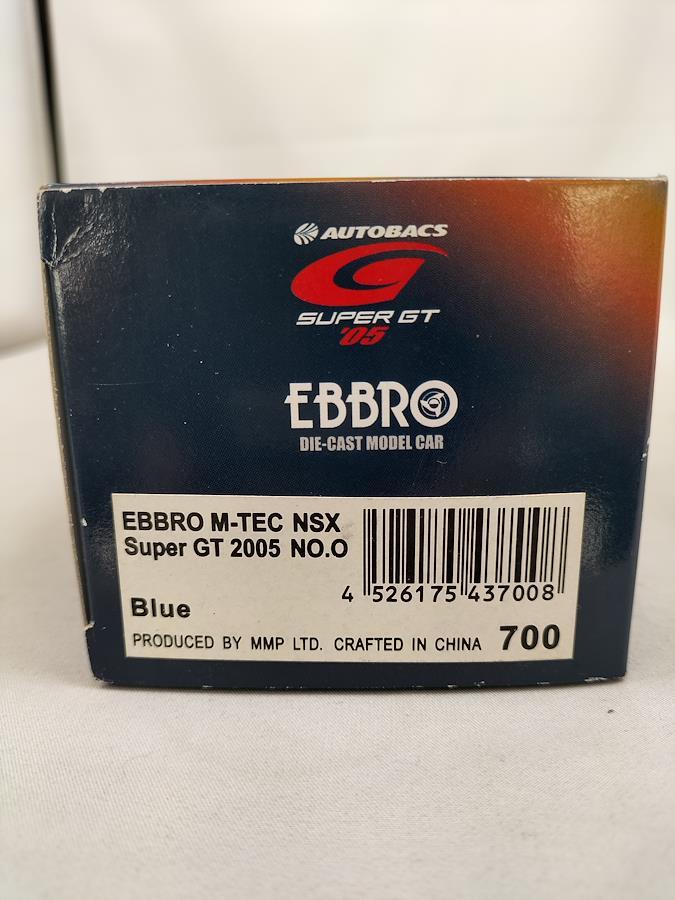 AUTOBACS
SUPER GT
'05
EBBRO
DIE-CAST MODEL CAR
EBBRO M-TEC NSX
Super GT 2005 NO.O
4 526175 437008
Blue
PRODUCED BY MMP LTD. CRAFTED IN CHINA 700